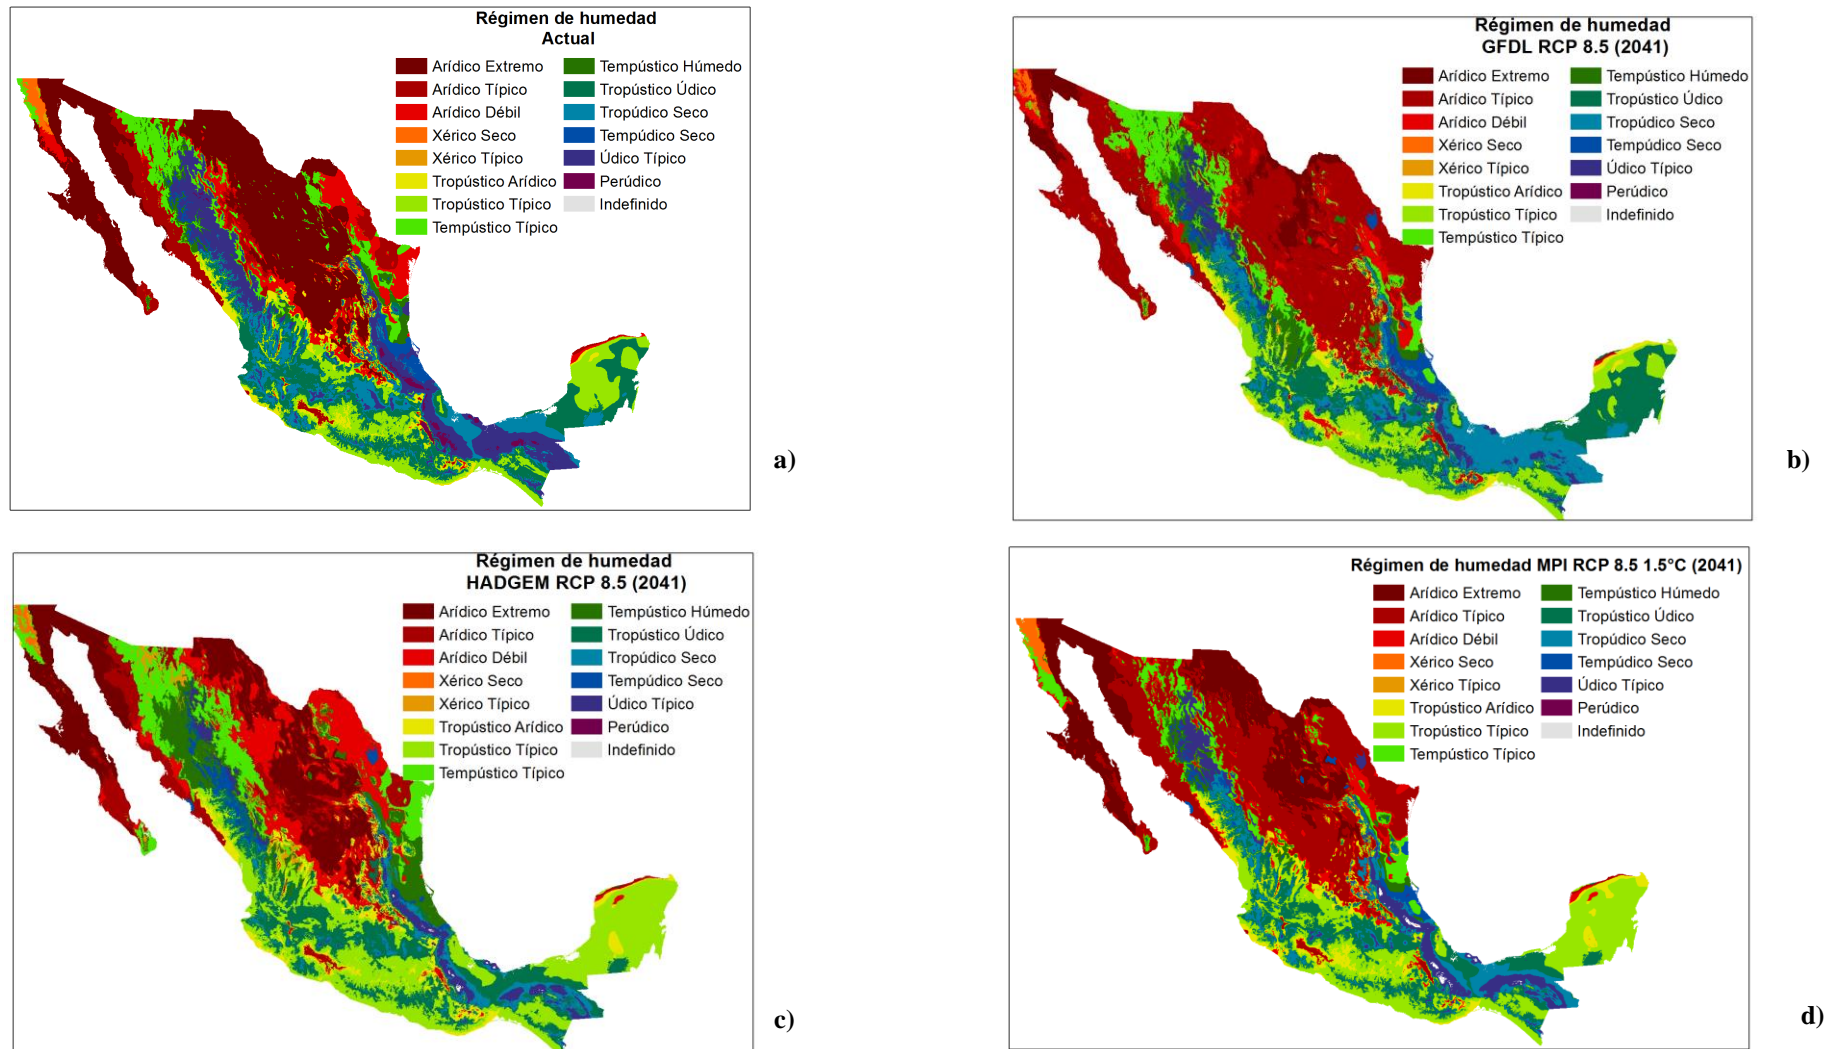 Régimen de humedad
Actual
Arídico Extremo
Arídico Típico
Arídico Débil
Xérico Seco
Xérico Típico
Tropústico Arídico
Tropústico Típico
Tempústico Típico
Tempústico Húmedo
Tropústico Údico
Tropúdico Seco
Tempúdico Seco
Údico Típico
Perúdico
Indefinido
a)
Régimen de humedad
GFDL RCP 8.5 (2041)
Arídico Extremo
Arídico Típico
Arídico Débil
Xérico Seco
Xérico Típico
Tropústico Arídico
Tropústico Típico
Tempústico Típico
Tempústico Húmedo
Tropústico Údico
Tropúdico Seco
Tempúdico Seco
Údico Típico
Perúdico
Indefinido
b)
Régimen de humedad
HADGEM RCP 8.5 (2041)
Arídico Extremo
Arídico Típico
Arídico Débil
Xérico Seco
Xérico Típico
Tropústico Arídico
Tropústico Típico
Tempústico Típico
Tempústico Húmedo
Tropústico Údico
Tropúdico Seco
Tempúdico Seco
Údico Típico
Perúdico
Indefinido
c)
Régimen de humedad MPI RCP 8.5 1.5°C (2041)
Arídico Extremo
Arídico Típico
Arídico Débil
Xérico Seco
Xérico Típico
Tropústico Arídico
Tropústico Típico
Tempústico Típico
Tempústico Húmedo
Tropústico Údico
Tropúdico Seco
Tempúdico Seco
Údico Típico
Perúdico
Indefinido
d)